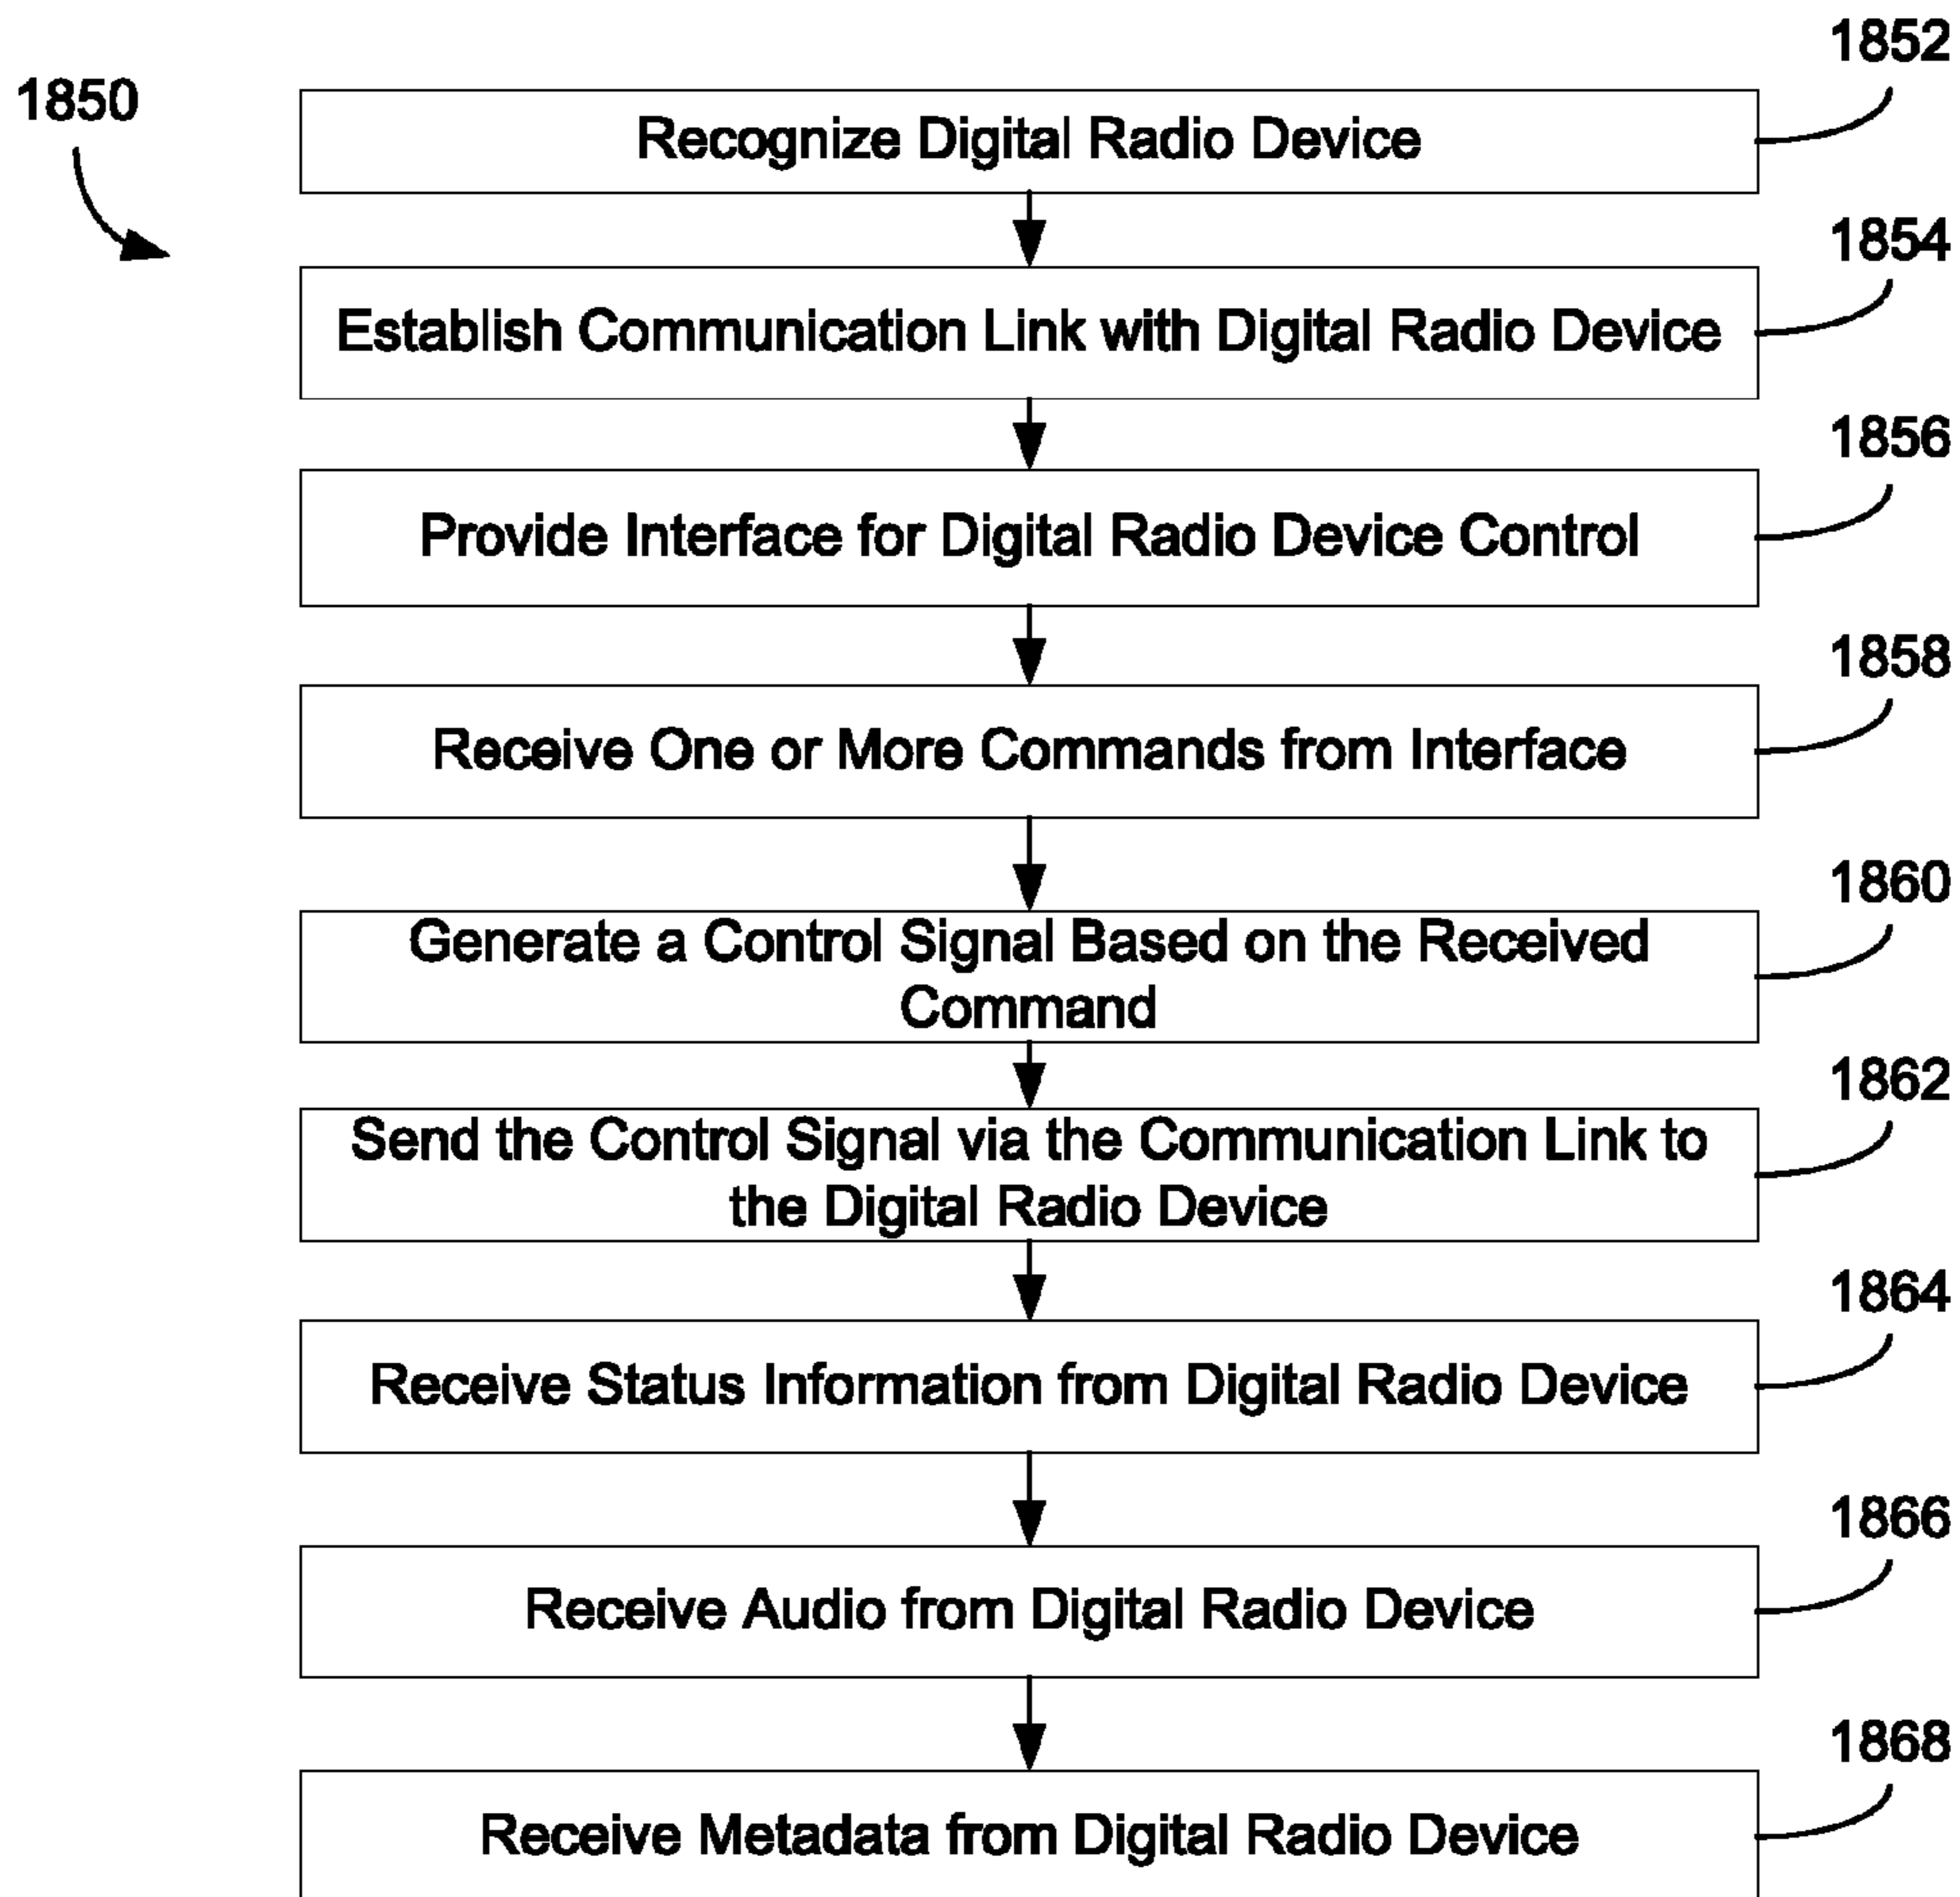 1850
1852
Recognize Digital Radio Device
1854
Establish Communication Link with Digital Radio Device
1856
Provide Interface for Digital Radio Device Control
1858
Receive One or More Commands from Interface
1860
Generate a Control Signal Based on the Received
Command
1862
Send the Control Signal via the Communication Link to
the Digital Radio Device
1864
Receive Status Information from Digital Radio Device
1866
Receive Audio from Digital Radio Device
1868
Receive Metadata from Digital Radio Device